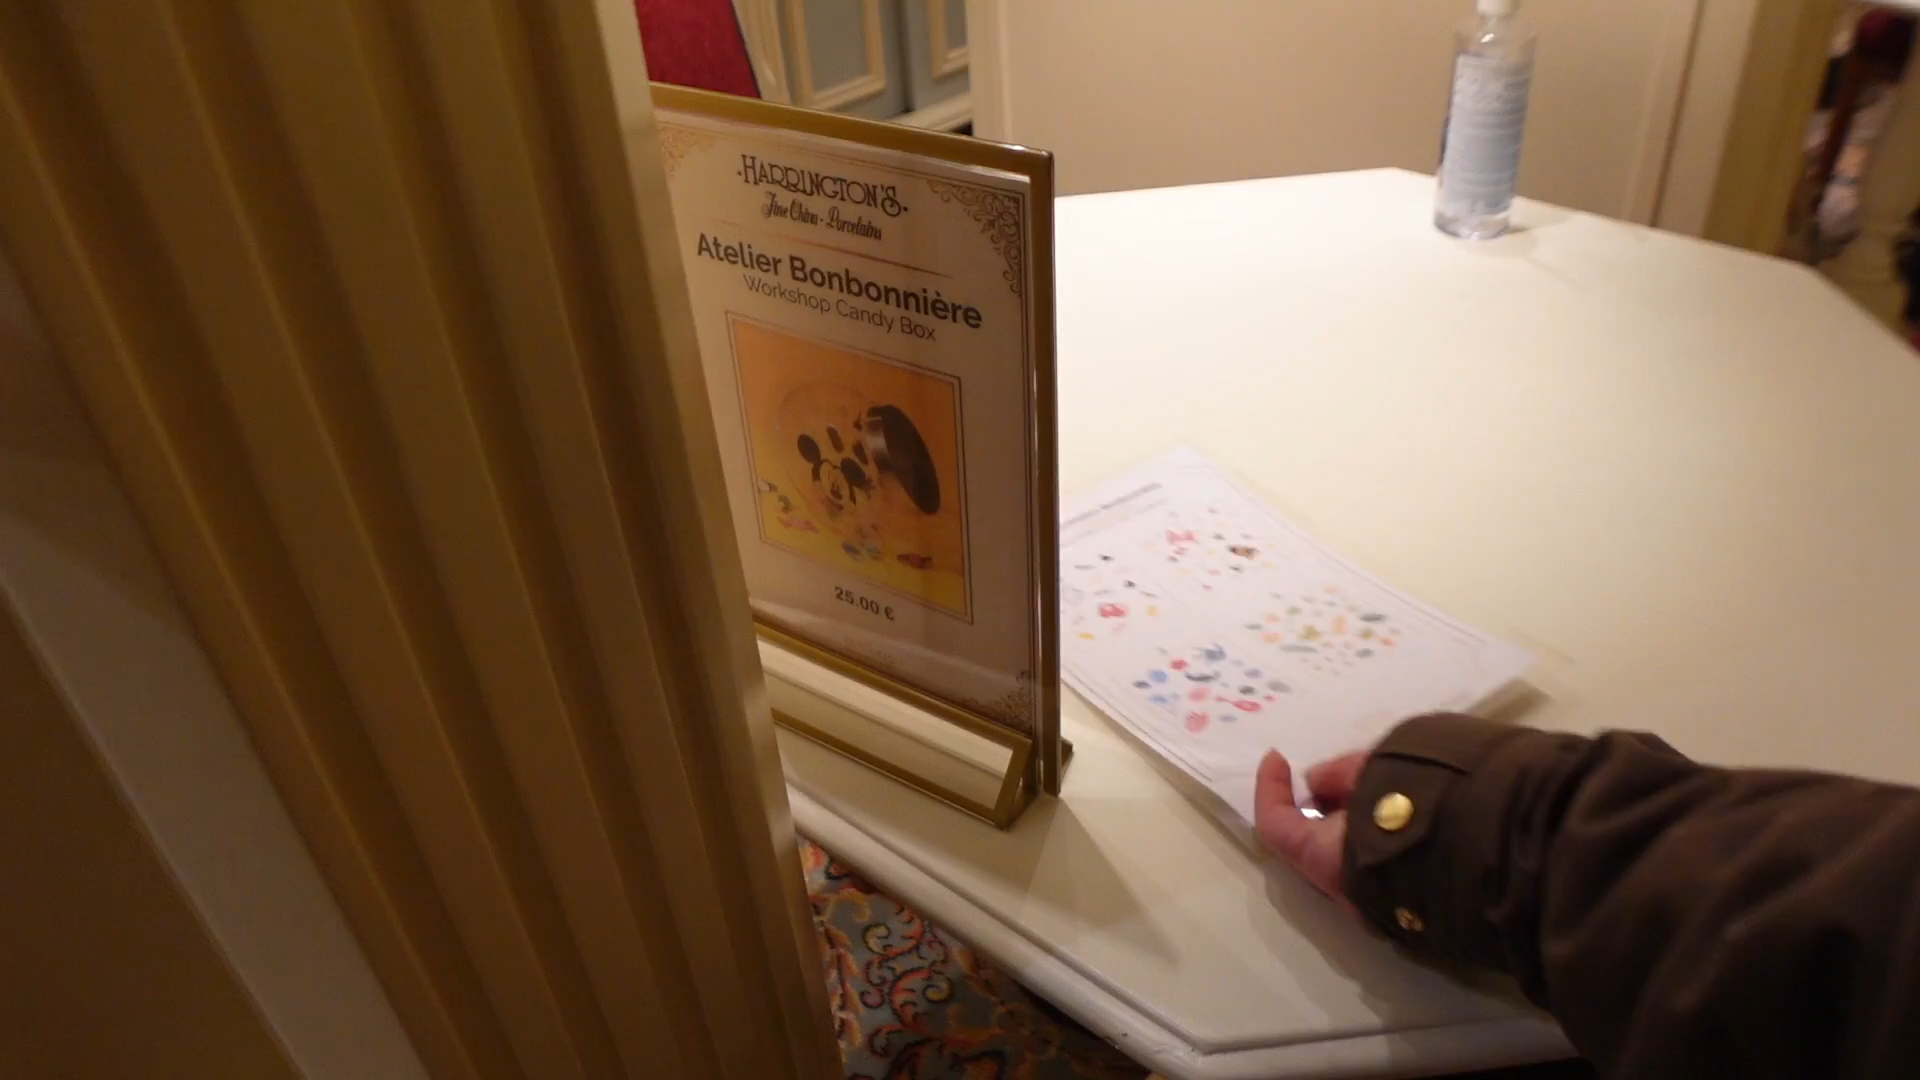 ·HARRINGTON'S·
Fine China · Porcelains
Atelier Bonbonnière
Workshop Candy Box
25.00 €